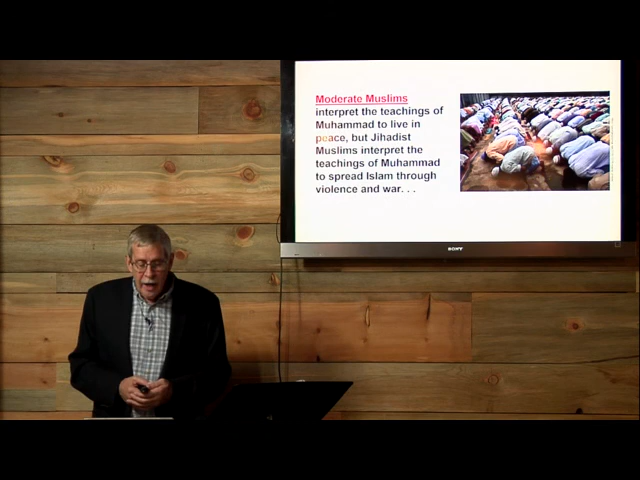 Moderate Muslims
interpret the teachings of
Muhammad to live in
peace, but Jihadist
Muslims interpret the
teachings of Muhammad
to spread Islam through
violence and war. . .
SONY